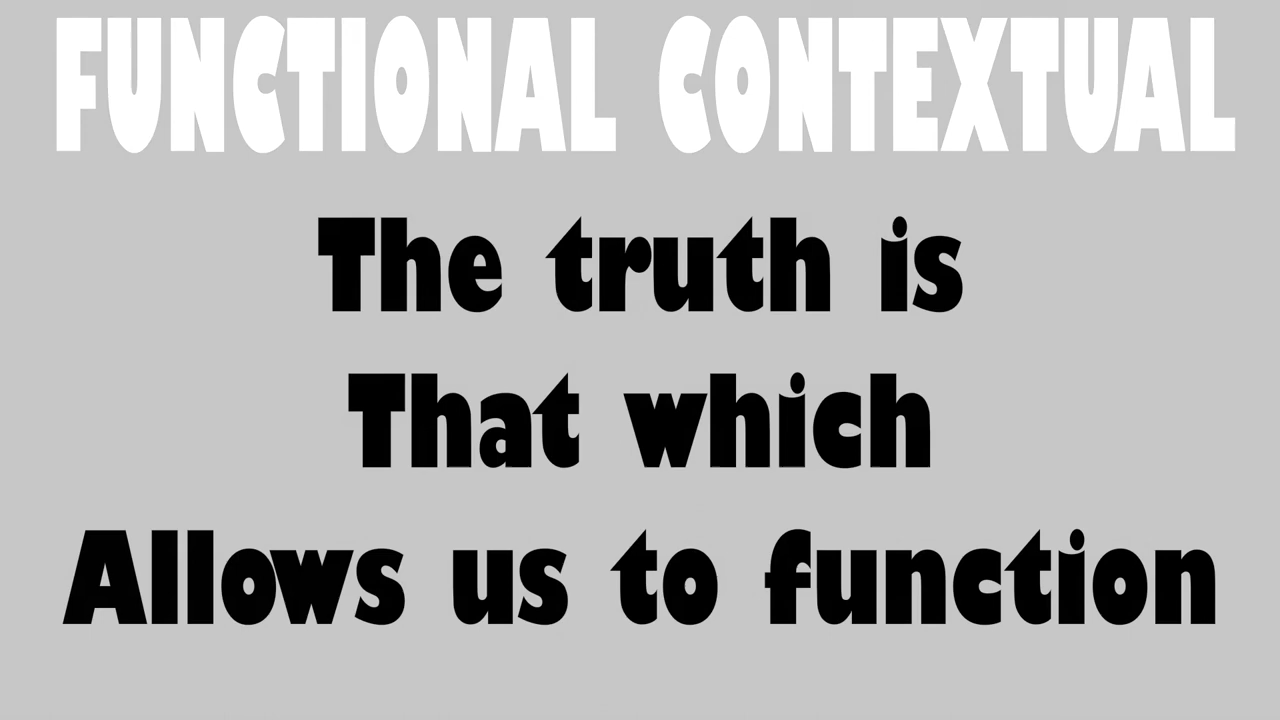 FUNCTIONAL CONTEXTUAL
The truth is
That which
Allows us to function